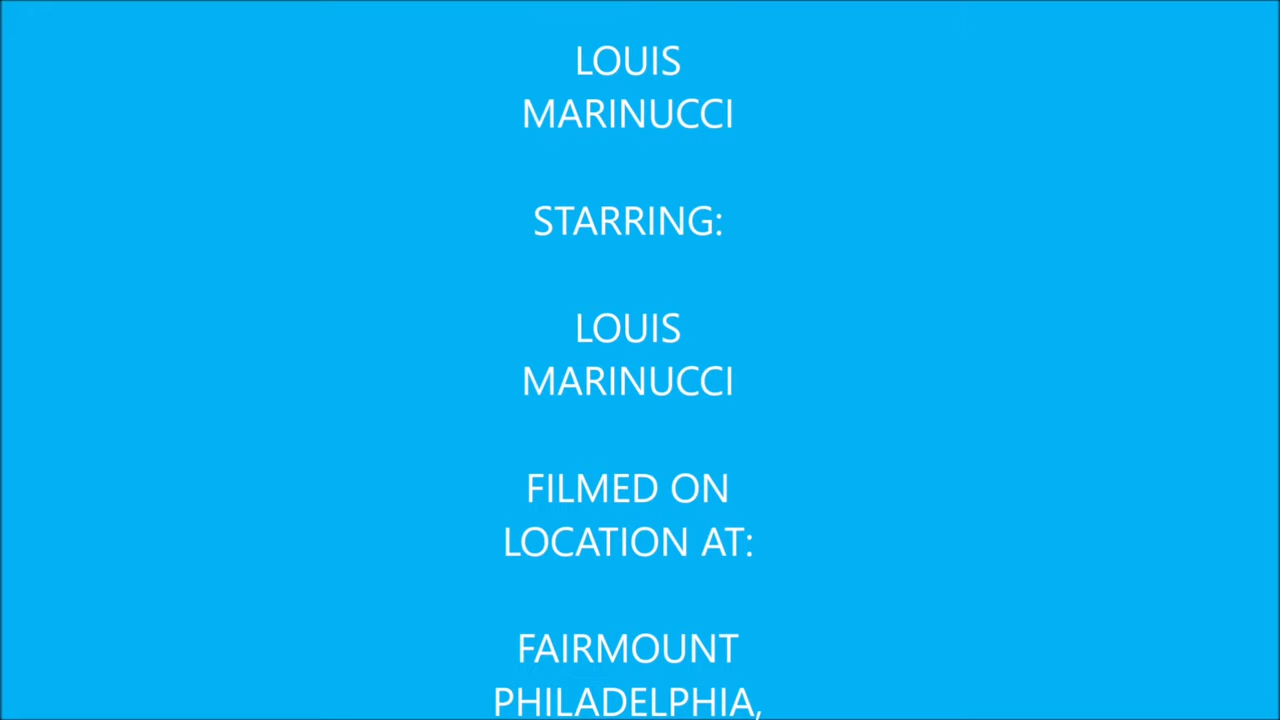 LOUIS
MARINUCCI
STARRING:
LOUIS
MARINUCCI
FILMED ON
LOCATION AT:
FAIRMOUNT
PHILADELPHIA,